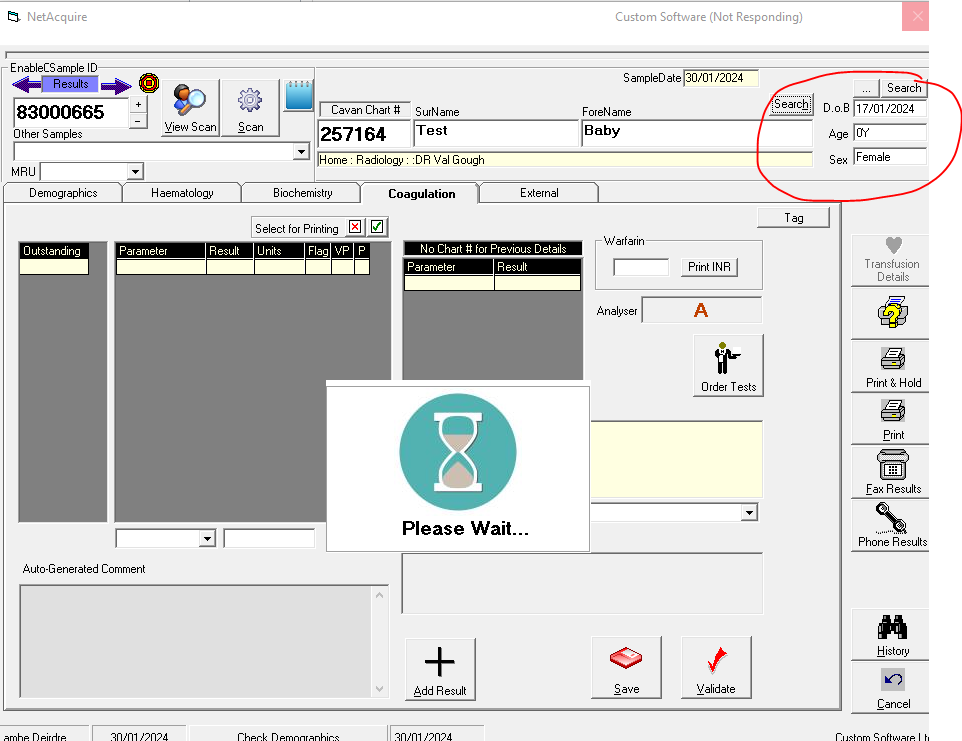 NetAcquire Custom Software (Not Responding)
EnableCSample ID
Results
83000665
+
-
View Scan
Scan
Other Samples
MRU
SampleDate 30/01/2024
Cavan Chart # SurName ForeName
257164 Test Baby
Home : Radiology : :DR Val Gough
Search
... Search
D.o.B 17/01/2024
Age 0Y
Sex Female
Demographics Haematology Biochemistry Coagulation External
Select for Printing
Tag
Outstanding
Parameter Result Units Flag VP P
No Chart # for Previous Details
Parameter Result
Warfarin
Print INR
Analyser A
Order Tests
Please Wait...
Auto-Generated Comment
Add Result
Save
Validate
Transfusion
Details
Print & Hold
Print
Fax Results
Phone Results
History
Cancel
ambe Deirdre 30/01/2024 Check Demographics 30/01/2024 Custom Software Lt